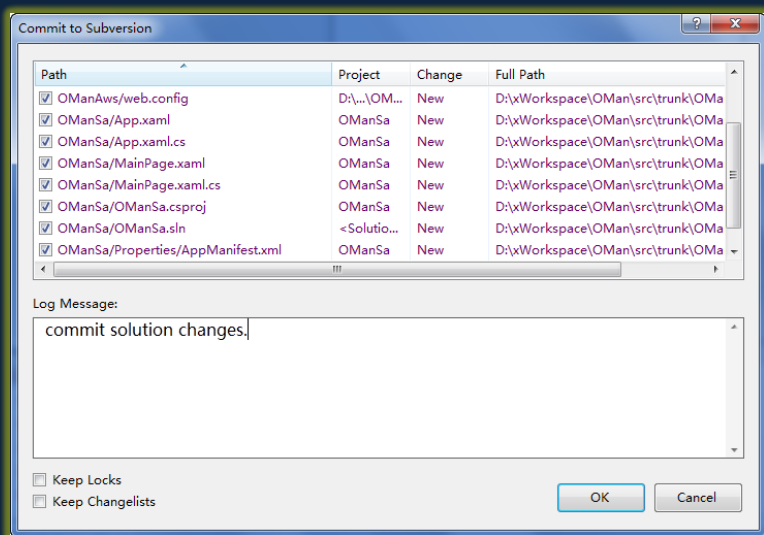 Commit to Subversion
Path Project Change Full Path
OManAws/web.config D:\...\OM... New D:\xWorkspace\OMan\src\trunk\OMa
OManSa/App.xaml OManSa New D:\xWorkspace\OMan\src\trunk\OMa
OManSa/App.xaml.cs OManSa New D:\xWorkspace\OMan\src\trunk\OMa
OManSa/MainPage.xaml OManSa New D:\xWorkspace\OMan\src\trunk\OMa
OManSa/MainPage.xaml.cs OManSa New D:\xWorkspace\OMan\src\trunk\OMa
OManSa/OManSa.csproj OManSa New D:\xWorkspace\OMan\src\trunk\OMa
OManSa/OManSa.sln <Solutio... New D:\xWorkspace\OMan\src\trunk\OMa
OManSa/Properties/AppManifest.xml OManSa New D:\xWorkspace\OMan\src\trunk\OMa
Log Message:
commit solution changes.
Keep Locks
Keep Changelists
OK Cancel